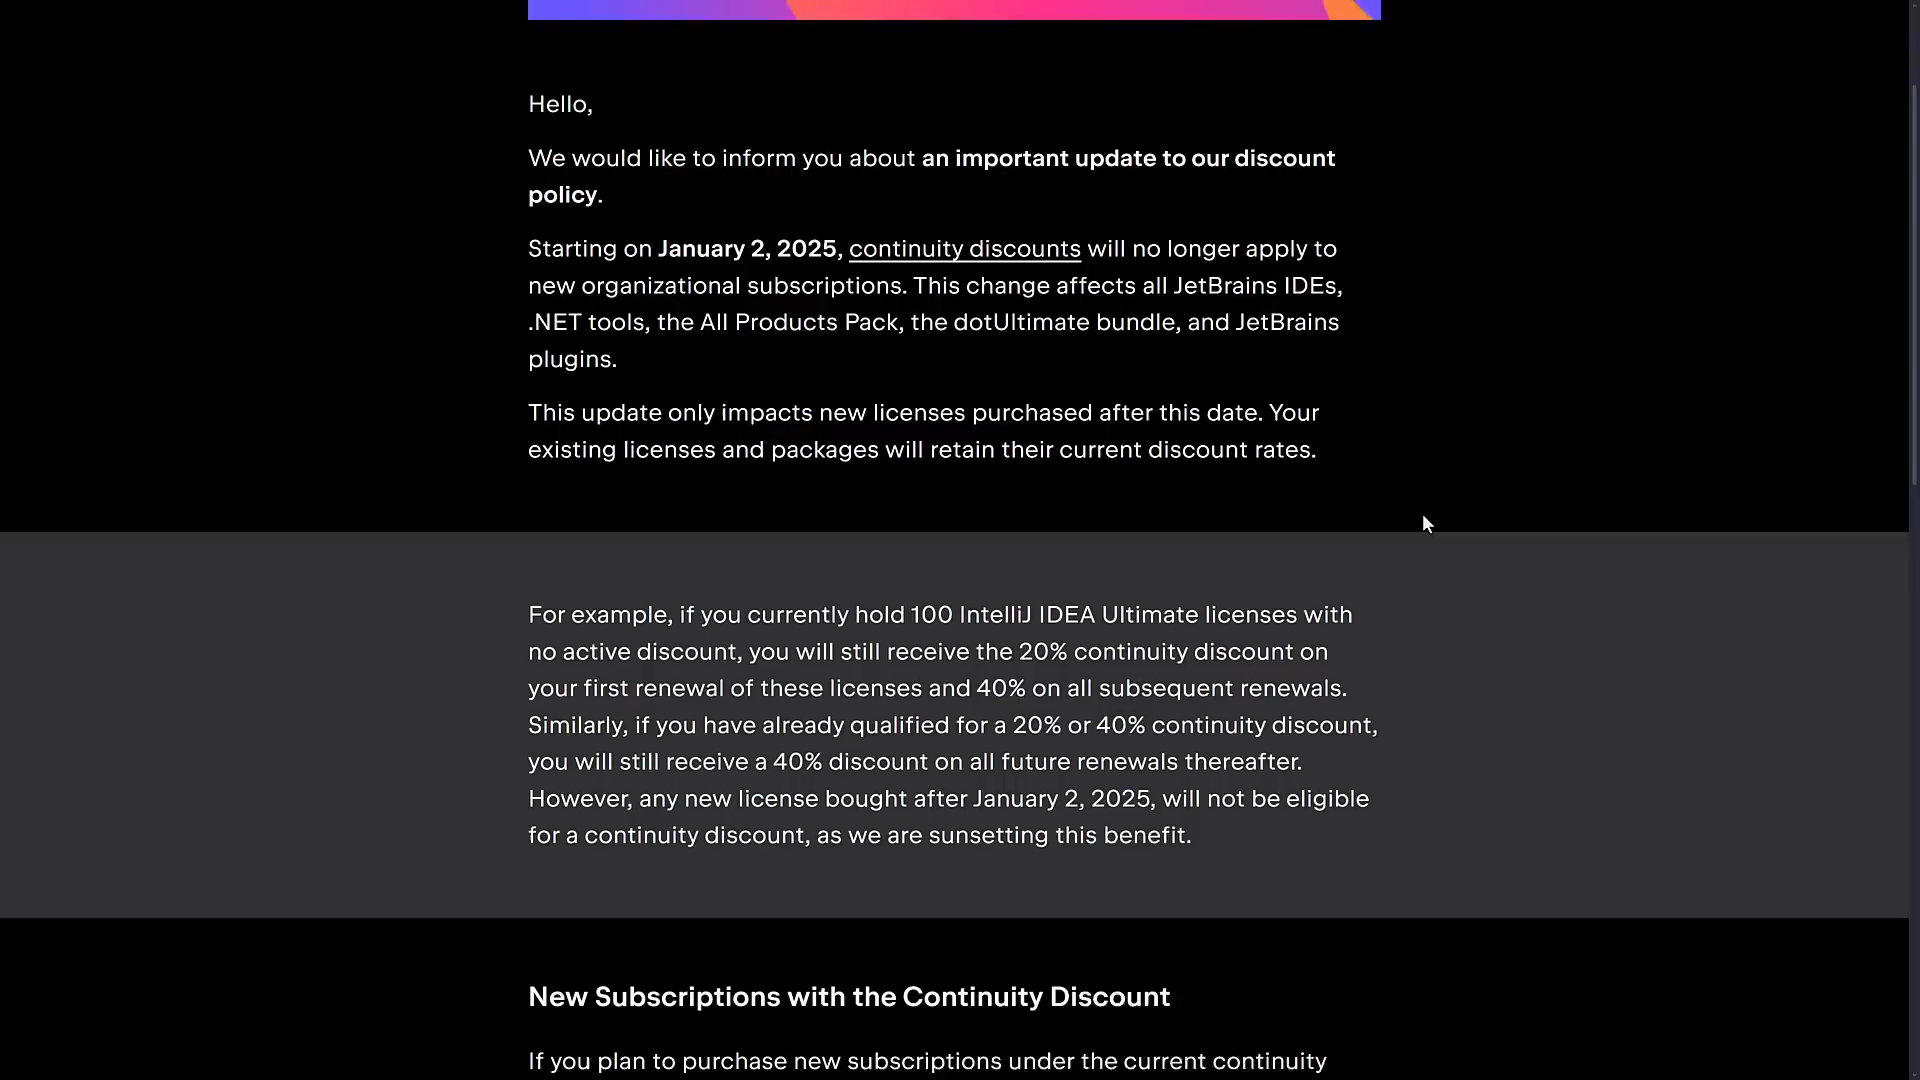 Hello,
We would like to inform you about an important update to our discount
policy.
Starting on January 2, 2025, continuity discounts will no longer apply to
new organizational subscriptions. This change affects all JetBrains IDEs,
.NET tools, the All Products Pack, the dotUltimate bundle, and JetBrains
plugins.
This update only impacts new licenses purchased after this date. Your
existing licenses and packages will retain their current discount rates.
For example, if you currently hold 100 IntelliJ IDEA Ultimate licenses with
no active discount, you will still receive the 20% continuity discount on
your first renewal of these licenses and 40% on all subsequent renewals.
Similarly, if you have already qualified for a 20% or 40% continuity discount,
you will still receive a 40% discount on all future renewals thereafter.
However, any new license bought after January 2, 2025, will not be eligible
for a continuity discount, as we are sunsetting this benefit.
New Subscriptions with the Continuity Discount
If you plan to purchase new subscriptions under the current continuity